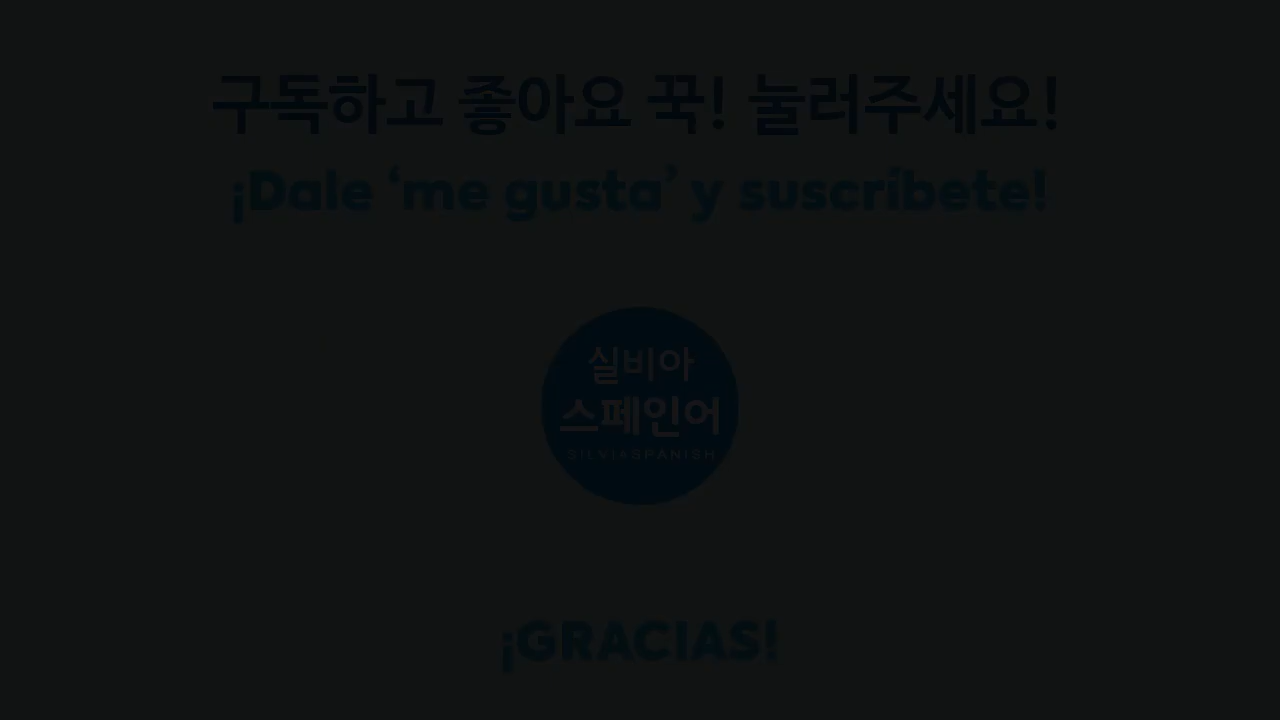 구독하고 좋아요 꾹! 눌러주세요!
¡Dale ‘me gusta’ y suscríbete!
실비아
스페인어
SILVIASPANISH
¡GRACIAS!